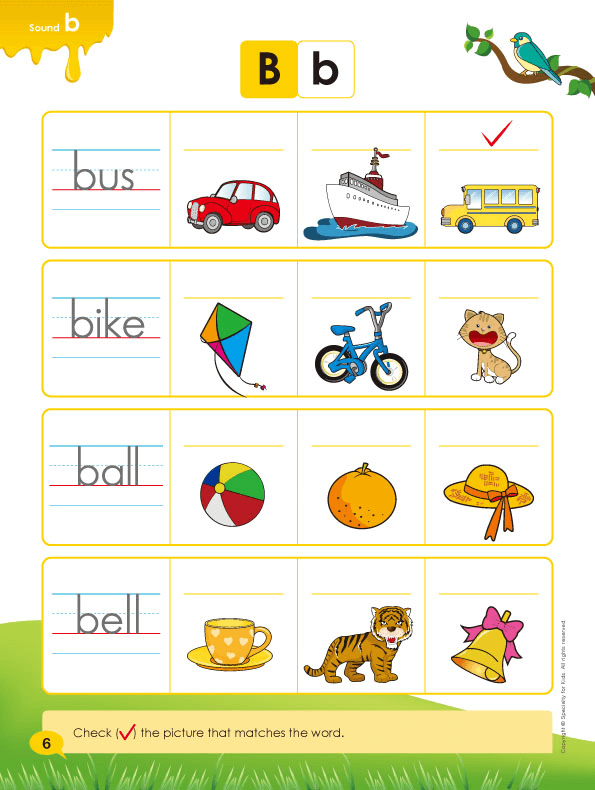 Sound b
B b
bus
bike
ball
bell
Check (✓) the picture that matches the word.
6
Copyright © Specialty for Kids. All rights reserved.